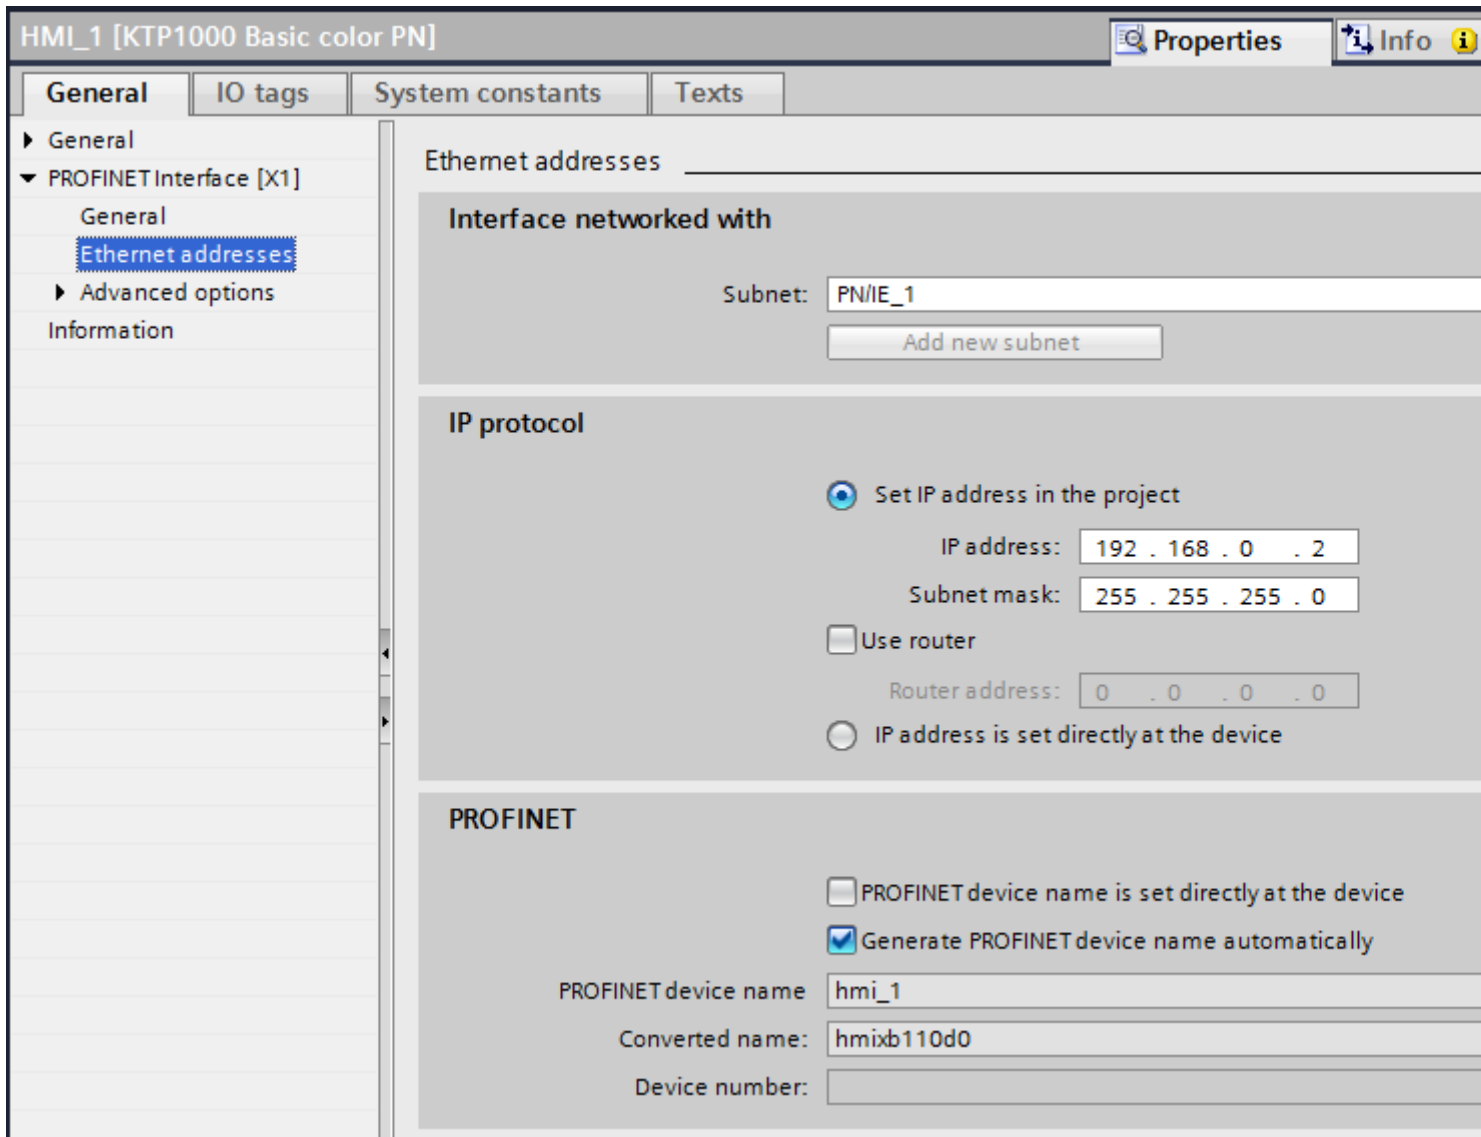 HMI_1 [KTP1000 Basic color PN]
Properties
Info
General
IO tags
System constants
Texts
General
PROFINET Interface [X1]
General
Ethernet addresses
Advanced options
Information
Ethernet addresses
Interface networked with
Subnet: PN/IE_1
Add new subnet
IP protocol
Set IP address in the project
IP address: 192 . 168 . 0 . 2
Subnet mask: 255 . 255 . 255 . 0
Use router
Router address: 0 . 0 . 0 . 0
IP address is set directly at the device
PROFINET
PROFINET device name is set directly at the device
Generate PROFINET device name automatically
PROFINET device name hmi_1
Converted name: hmixb110d0
Device number: